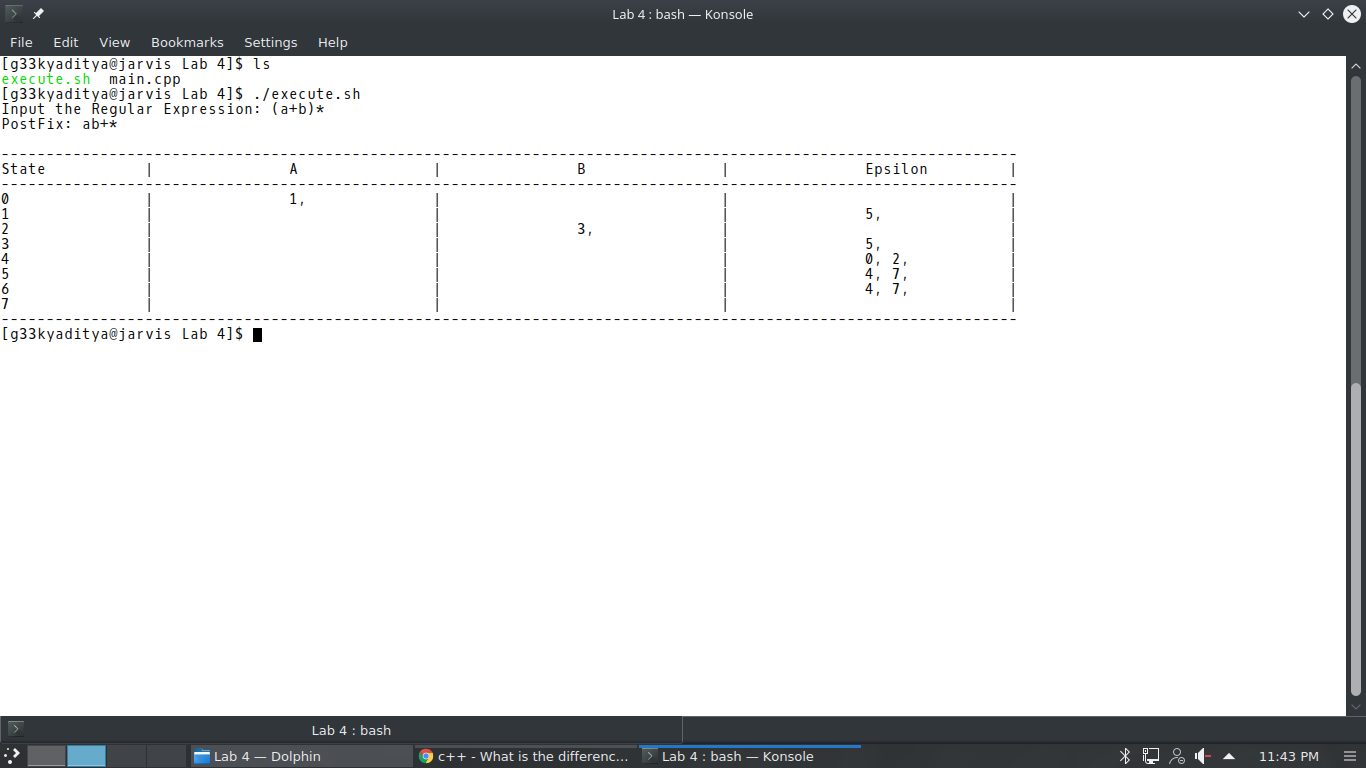 Lab 4 : bash — Konsole
File Edit View Bookmarks Settings Help
[g33kyaditya@jarvis Lab 4]$ ls
execute.sh  main.cpp
[g33kyaditya@jarvis Lab 4]$ ./execute.sh
Input the Regular Expression: (a+b)*
PostFix: ab+*
-----------------------------------------------------------------------------------------------------------------
State           |               A               |               B               |               Epsilon         |
-----------------------------------------------------------------------------------------------------------------
0               |               1,              |                               |                               |
1               |                               |                               |               5,              |
2               |                               |               3,              |                               |
3               |                               |                               |               5,              |
4               |                               |                               |               0, 2,           |
5               |                               |                               |               4, 7,           |
6               |                               |                               |               4, 7,           |
7               |                               |                               |                               |
-----------------------------------------------------------------------------------------------------------------
[g33kyaditya@jarvis Lab 4]$
Lab 4 : bash
Lab 4 — Dolphin
c++ - What is the differenc...
Lab 4 : bash — Konsole
11:43 PM